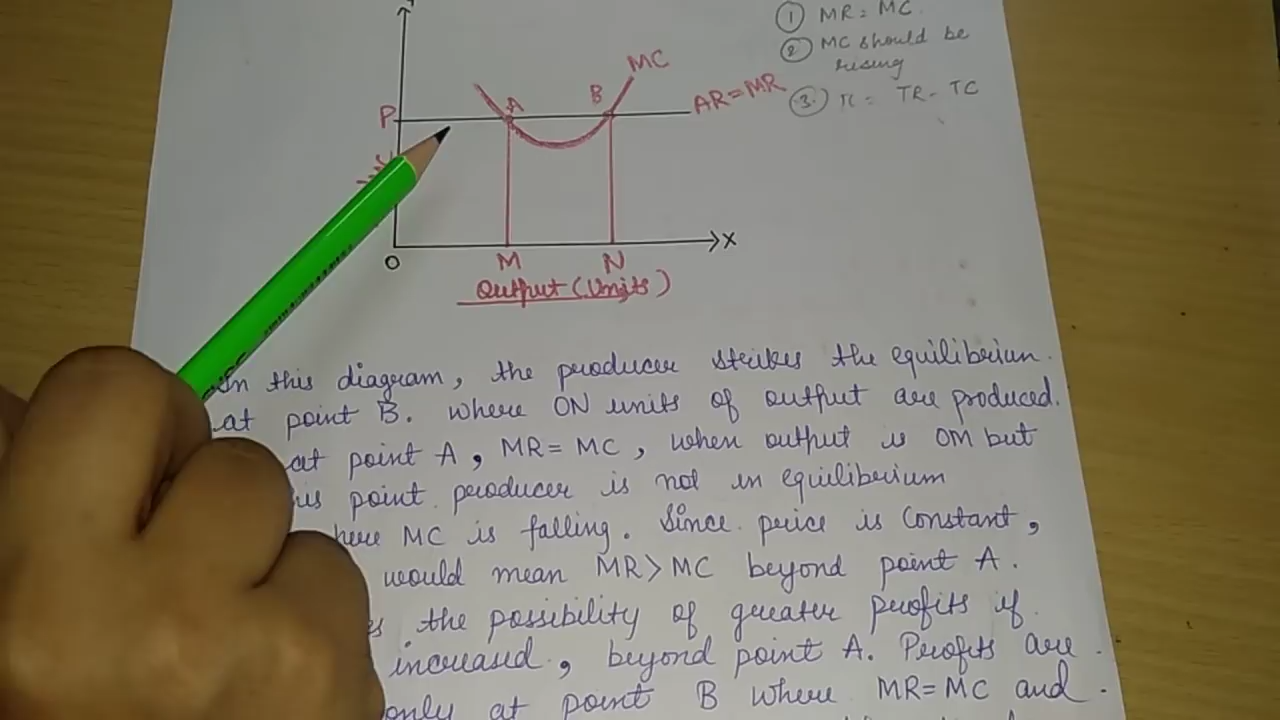 ① MR = MC
② MC should be
rising
③ π = TR - TC
MC
A
B
AR=MR
P
O
M
N
X
Output (Units)
In this diagram, the producer strikes the equilibrium
at point B. where ON units of output are produced.
at point A, MR = MC, when output is OM but
point producer is not in equilibrium
MC is falling. Since price is constant,
would mean MR > MC beyond point A.
the possibility of greater profits if
increased, beyond point A. Profits are
only at point B where MR=MC and